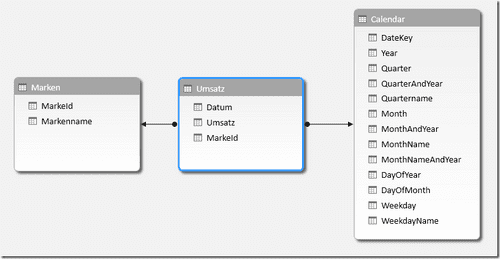 Marken
MarkeId
Markenname
Umsatz
Datum
Umsatz
MarkeId
Calendar
DateKey
Year
Quarter
QuarterAndYear
Quartername
Month
MonthAndYear
MonthName
MonthNameAndYear
DayOfYear
DayOfMonth
Weekday
WeekdayName